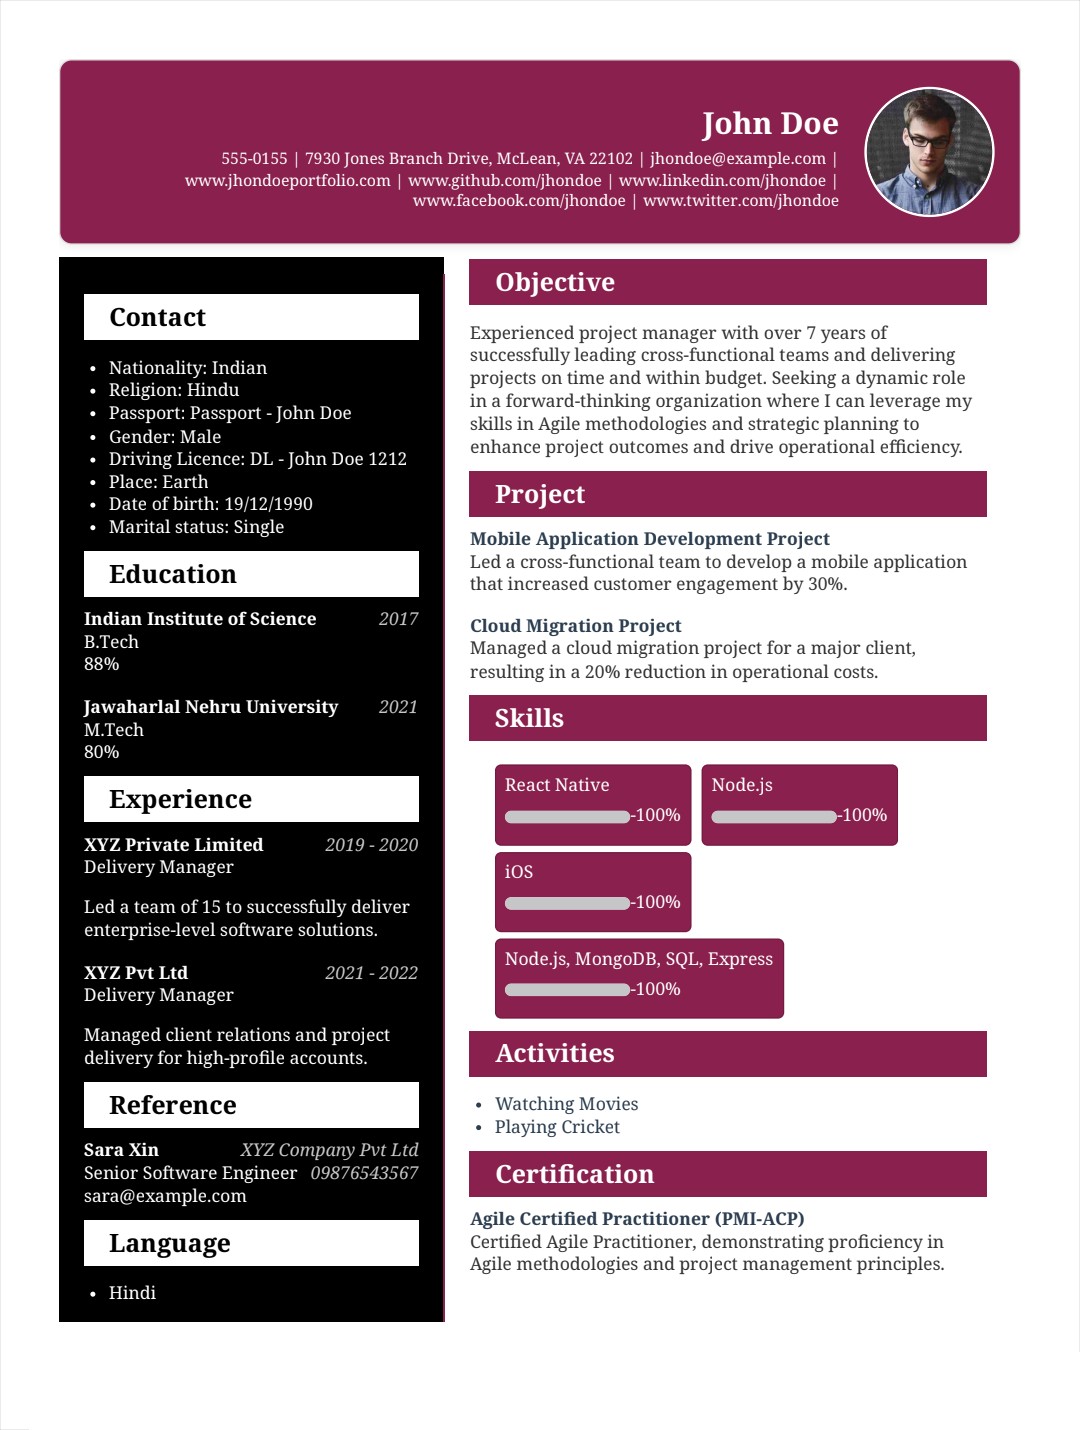 John Doe
555-0155 | 7930 Jones Branch Drive, McLean, VA 22102 | jhondoe@example.com |
www.jhondoeportfolio.com | www.github.com/jhondoe | www.linkedin.com/jhondoe |
www.facebook.com/jhondoe | www.twitter.com/jhondoe
Contact
• Nationality: Indian
• Religion: Hindu
• Passport: Passport - John Doe
• Gender: Male
• Driving Licence: DL - John Doe 1212
• Place: Earth
• Date of birth: 19/12/1990
• Marital status: Single
Education
Indian Institute of Science 2017
B.Tech
88%
Jawaharlal Nehru University 2021
M.Tech
80%
Experience
XYZ Private Limited 2019 - 2020
Delivery Manager
Led a team of 15 to successfully deliver
enterprise-level software solutions.
XYZ Pvt Ltd 2021 - 2022
Delivery Manager
Managed client relations and project
delivery for high-profile accounts.
Reference
Sara Xin XYZ Company Pvt Ltd
Senior Software Engineer 09876543567
sara@example.com
Language
• Hindi
Objective
Experienced project manager with over 7 years of
successfully leading cross-functional teams and delivering
projects on time and within budget. Seeking a dynamic role
in a forward-thinking organization where I can leverage my
skills in Agile methodologies and strategic planning to
enhance project outcomes and drive operational efficiency.
Project
Mobile Application Development Project
Led a cross-functional team to develop a mobile application
that increased customer engagement by 30%.
Cloud Migration Project
Managed a cloud migration project for a major client,
resulting in a 20% reduction in operational costs.
Skills
React Native
-100%
Node.js
-100%
iOS
-100%
Node.js, MongoDB, SQL, Express
-100%
Activities
• Watching Movies
• Playing Cricket
Certification
Agile Certified Practitioner (PMI-ACP)
Certified Agile Practitioner, demonstrating proficiency in
Agile methodologies and project management principles.